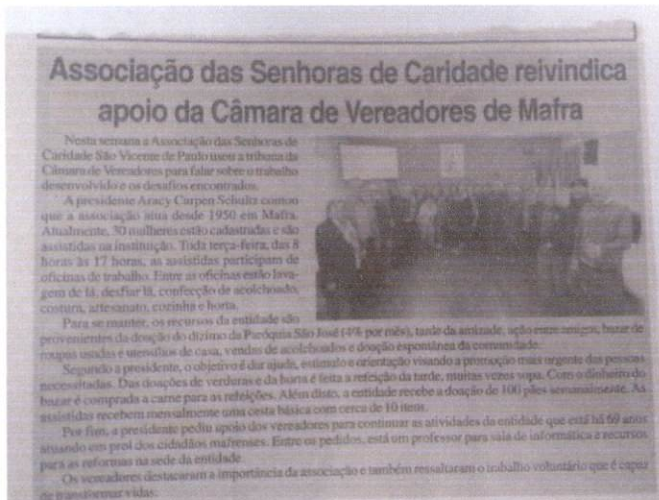 Associação das Senhoras de Caridade reivindica
apoio da Câmara de Vereadores de Mafra
Nesta semana a Associação das Senhoras de
Caridade São Vicente de Paulo usou a tribuna da
Câmara de Vereadores para falar sobre o trabalho
desenvolvido e os desafios encontrados.
A presidente Aracy Carpen Schultz contou
que a associação atua desde 1950 em Mafra.
Atualmente, 30 mulheres estão cadastradas e são
assistidas na instituição. Toda terça-feira, das 8
horas às 17 horas, as assistidas participam de
oficinas de trabalho. Entre as oficinas estão lava-
gem de lã, desfiar lã, confecção de acolchoado,
costura, artesanato, cozinha e horta.
Para se manter, os recursos da entidade são
provenientes da doação do dízimo da Paróquia São José (4% por mês), tarde da amizade, ação entre amigos, bazar de
roupas usadas e utensílios de casa, vendas de acolchoados e doação espontânea da comunidade.
Segundo a presidente, o objetivo é dar ajuda, estímulo e orientação visando a promoção mais urgente das pessoas
necessitadas. Das doações de verduras e da horta é feita a refeição da tarde, muitas vezes sopa. Com o dinheiro do
bazar é comprada a carne para as refeições. Além disto, a entidade recebe a doação de 100 pães semanalmente. As
assistidas recebem mensalmente uma cesta básica com cerca de 10 itens.
Por fim, a presidente pediu apoio dos vereadores para continuar as atividades da entidade que está há 69 anos
atuando em prol dos cidadãos mafrenses. Entre os pedidos, está um professor para sala de informática e recursos
para as reformas na sede da entidade.
Os vereadores destacaram a importância da associação e também ressaltaram o trabalho voluntário que é capaz
de transformar vidas.